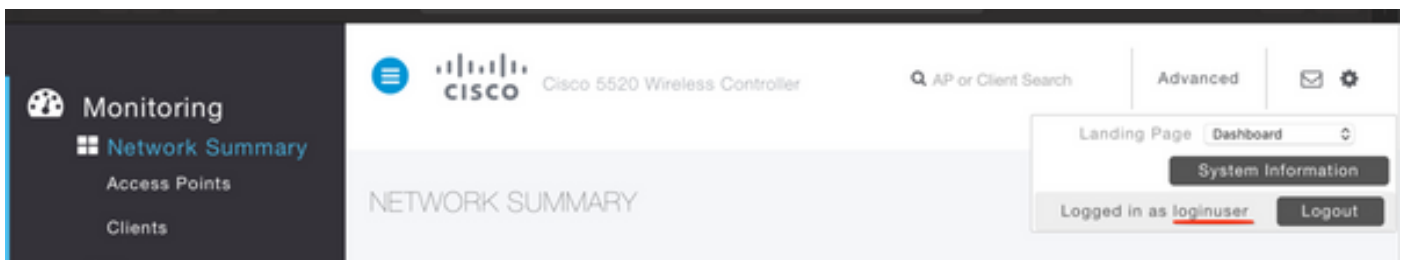 Monitoring
Network Summary
Access Points
Clients
CISCO
Cisco 5520 Wireless Controller
AP or Client Search
Advanced
Landing Page Dashboard
System Information
Logged in as loginuser Logout
NETWORK SUMMARY